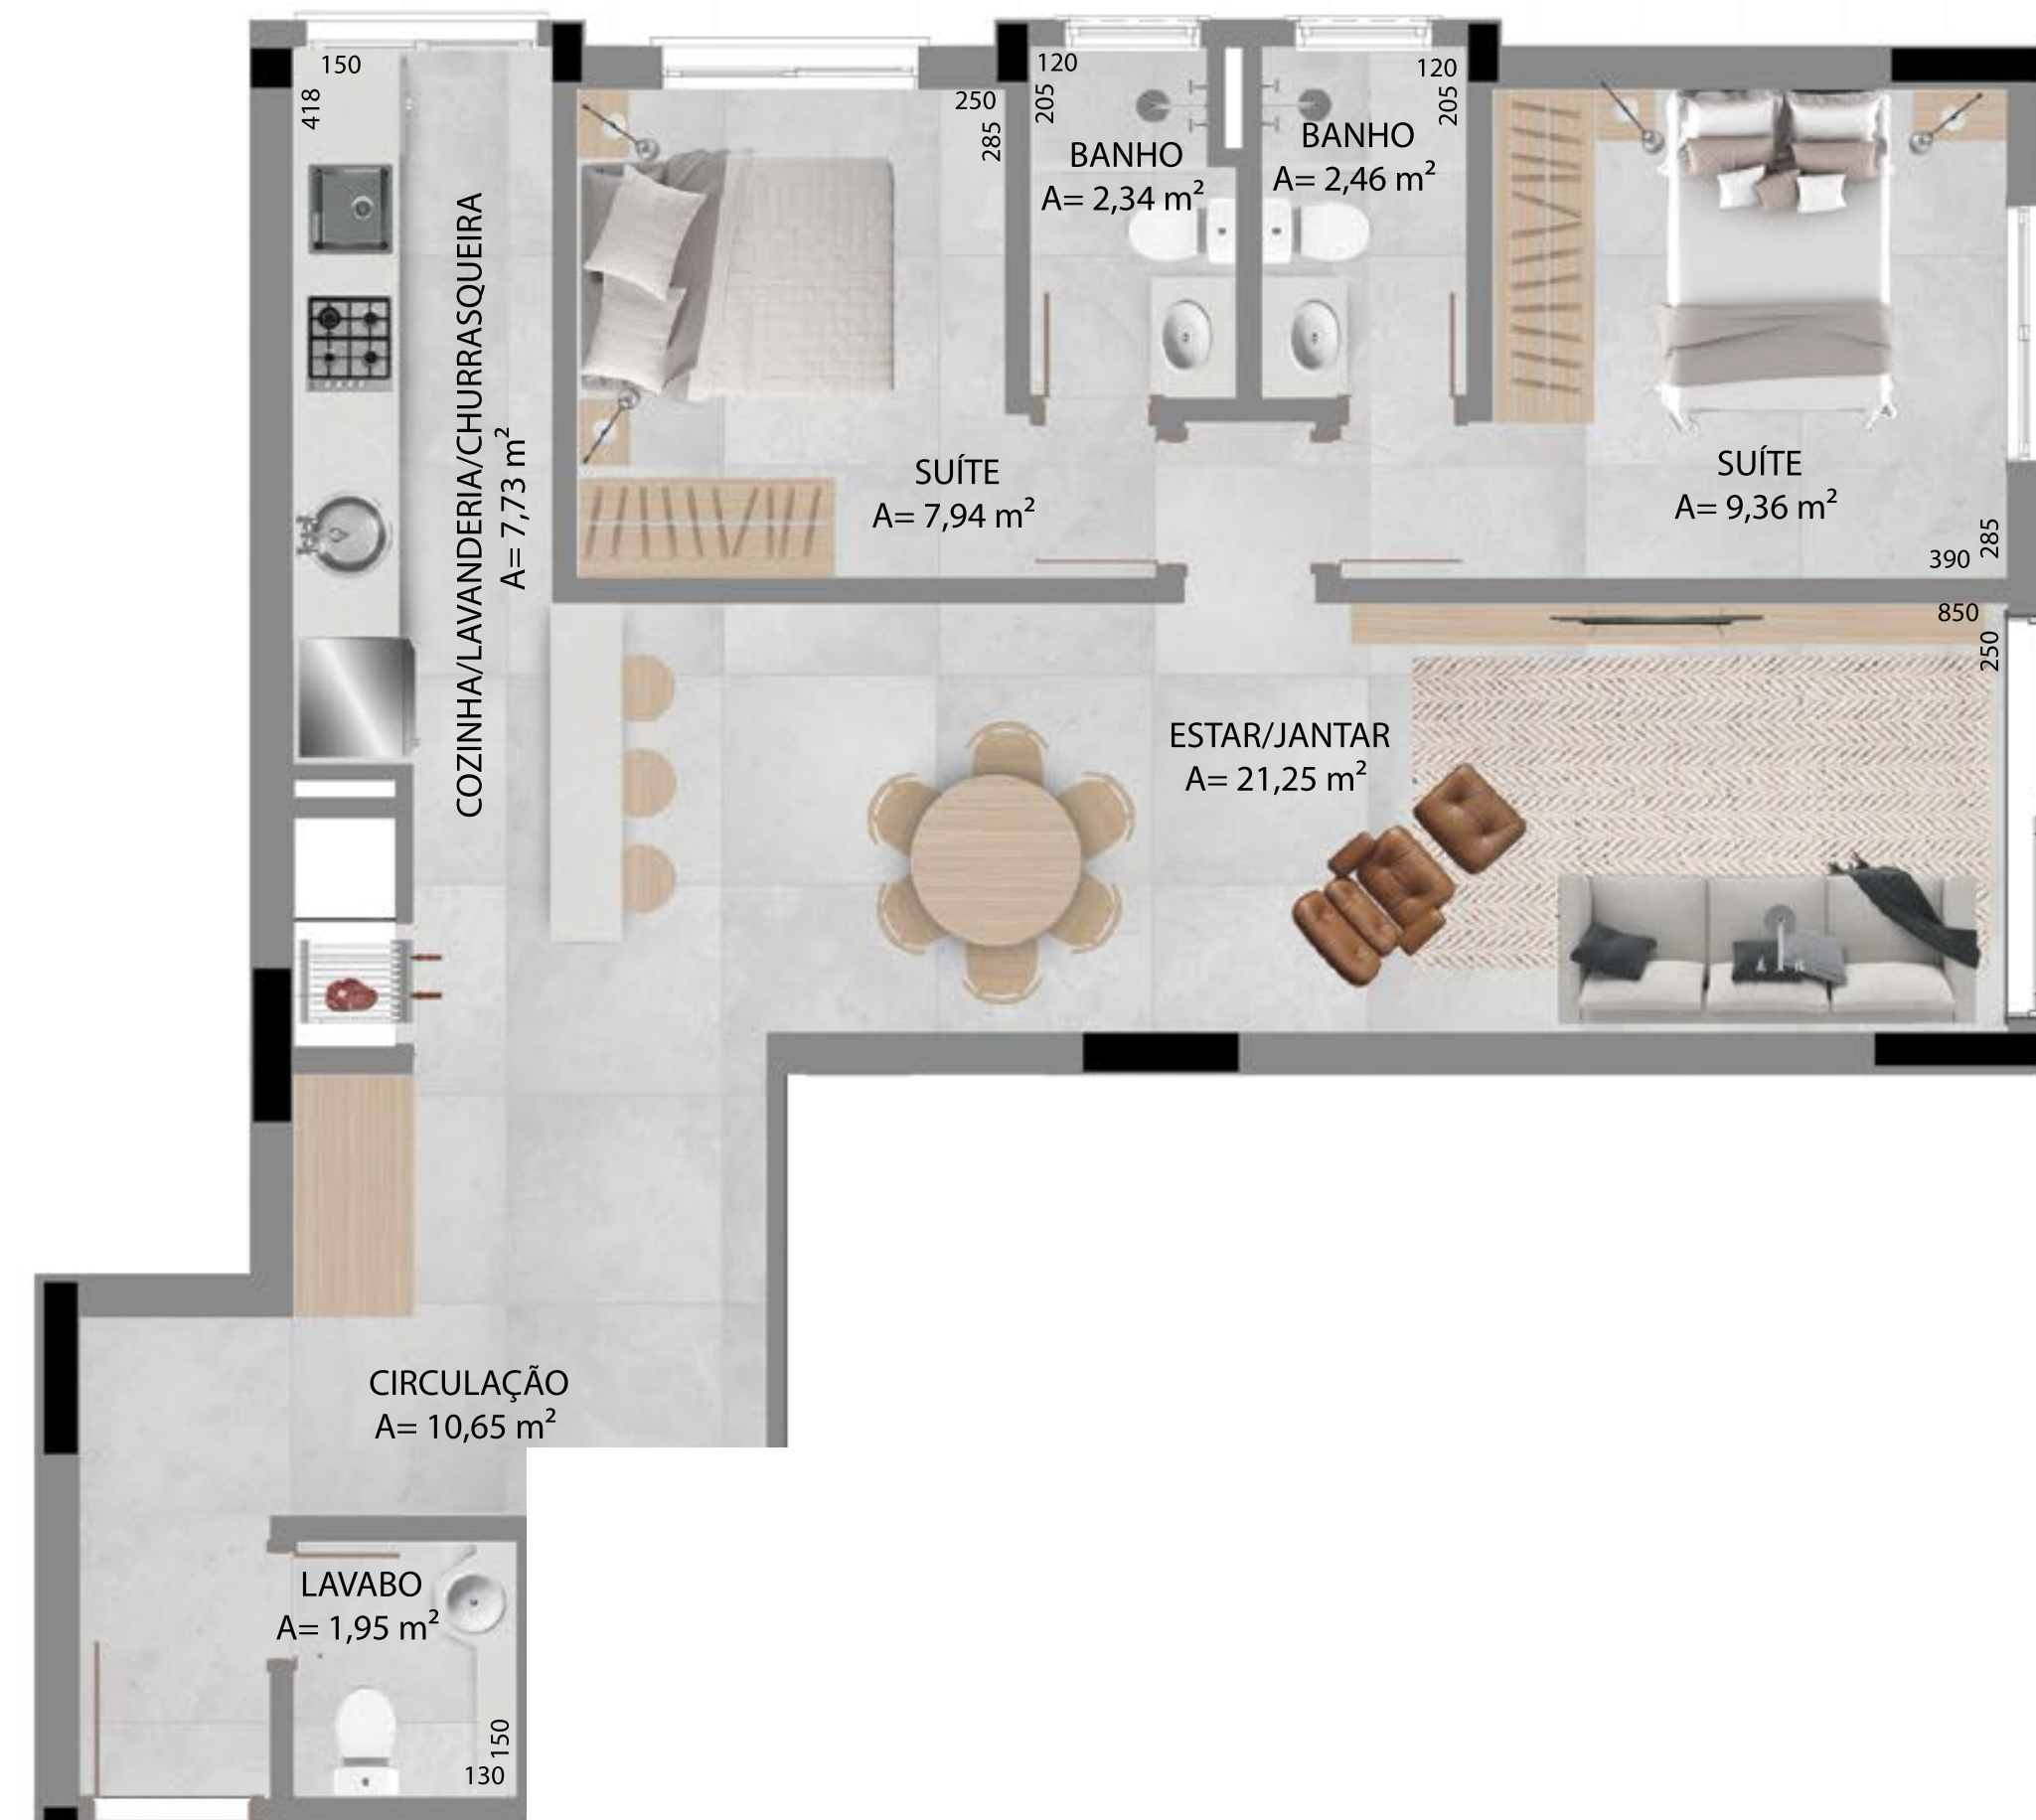 150
418
COZINHA/LAVANDERIA/CHURRASQUEIRA
A= 7,73 m²
250
285
SUÍTE
A= 7,94 m²
120
205
BANHO
A= 2,34 m²
120
205
BANHO
A= 2,46 m²
SUÍTE
A= 9,36 m²
285
390
850
250
ESTAR/JANTAR
A= 21,25 m²
CIRCULAÇÃO
A= 10,65 m²
LAVABO
A= 1,95 m²
150
130